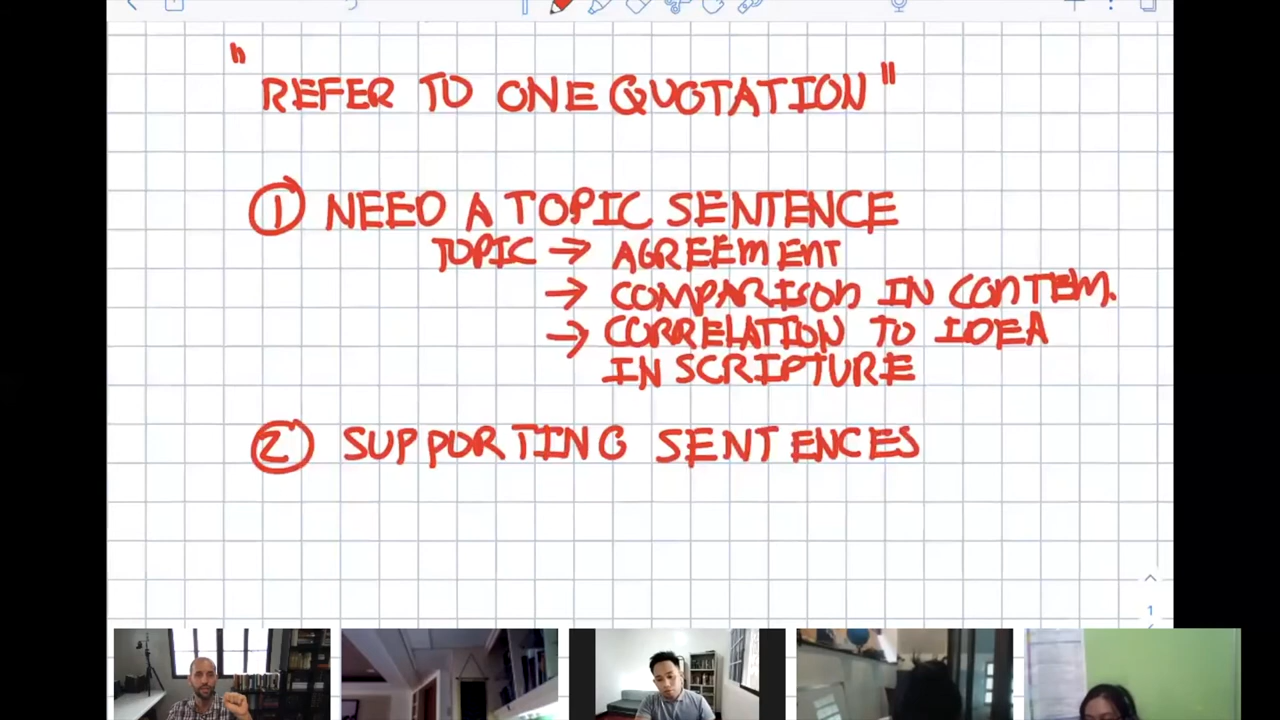 "REFER TO ONE QUOTATION"
① NEED A TOPIC SENTENCE
TOPIC → AGREEMENT
→ COMPARISON IN CONTEM.
→ CORRELATION TO IDEA
IN SCRIPTURE
② SUPPORTING SENTENCES
1